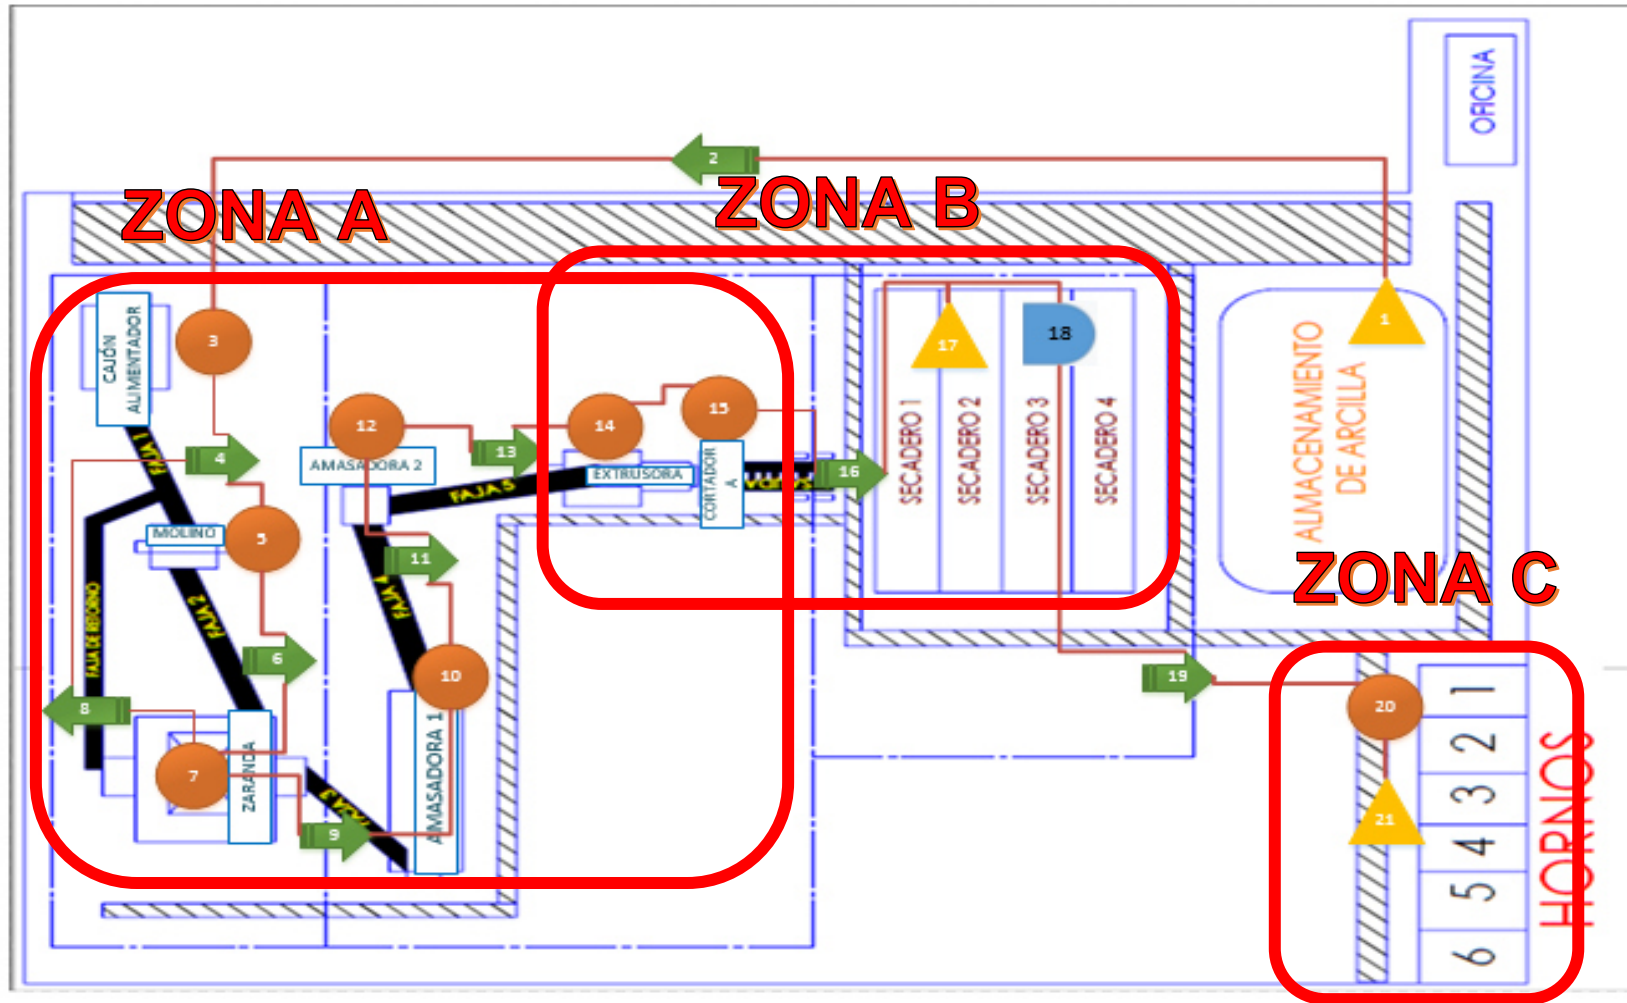 OFICINA
2
ZONA A
ZONA B
CAJÓN
ALIMENTADOR
3
1
ALMACENAMIENTO
DE ARCILLA
17
18
SECADERO 1
SECADERO 2
SECADERO 3
SECADERO 4
12
14
15
13
4
FAJA 1
AMASADORA 2
EXTRUSORA
CORTADOR
A
16
FAJA 5
MOLINO
5
11
FAJA 4
FAJA 2
FAJA DE RETORNO
ZONA C
6
10
19
20
8
7
ZARANDA
FAJA 3
9
AMASADORA 1
21
1
2
3
4
5
6
HORNOS